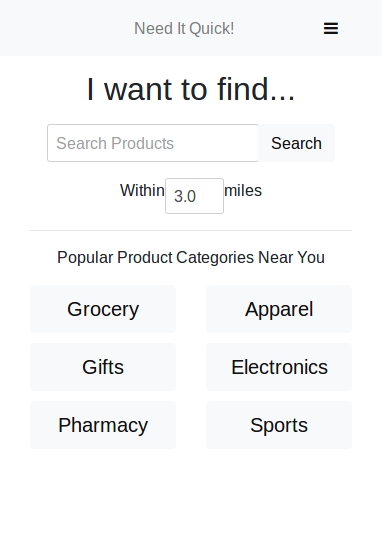 Need It Quick!
I want to find...
Search Products Search
Within 3.0 miles
Popular Product Categories Near You
Grocery Apparel
Gifts Electronics
Pharmacy Sports